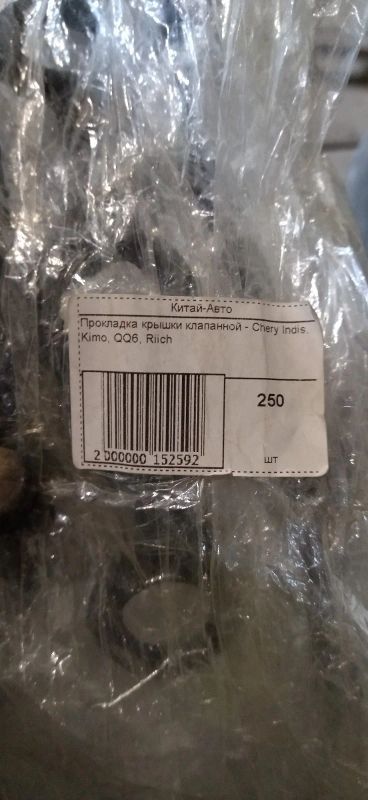 Китай-Авто
Прокладка крышки клапанной - Chery Indis.
Kimo, QQ6, Riich
250
2 000000 152592
шт